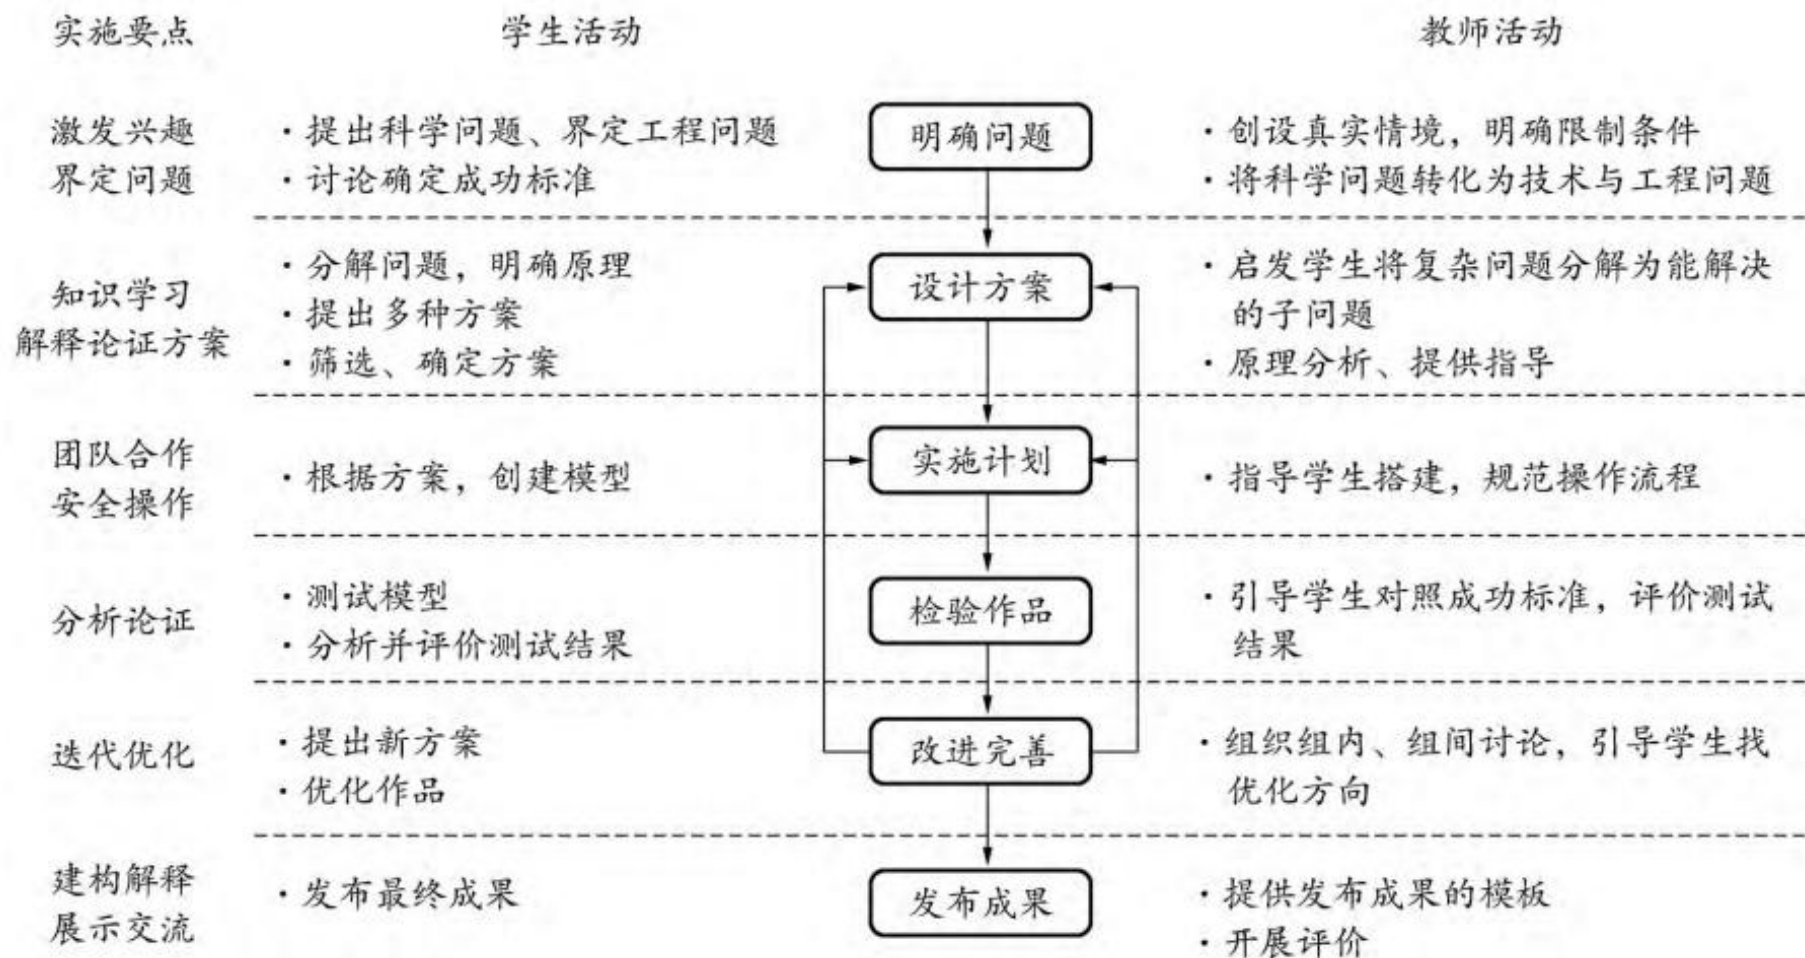 实施要点 学生活动 教师活动
激发兴趣
界定问题
·提出科学问题、界定工程问题
·讨论确定成功标准
明确问题
·创设真实情境，明确限制条件
·将科学问题转化为技术与工程问题
知识学习
解释论证方案
·分解问题，明确原理
·提出多种方案
·筛选、确定方案
设计方案
·启发学生将复杂问题分解为能解决
的子问题
·原理分析、提供指导
团队合作
安全操作
·根据方案，创建模型
实施计划
·指导学生搭建，规范操作流程
分析论证
·测试模型
·分析并评价测试结果
检验作品
·引导学生对照成功标准，评价测试
结果
迭代优化
·提出新方案
·优化作品
改进完善
·组织组内、组间讨论，引导学生找
优化方向
建构解释
展示交流
·发布最终成果
发布成果
·提供发布成果的模板
·开展评价